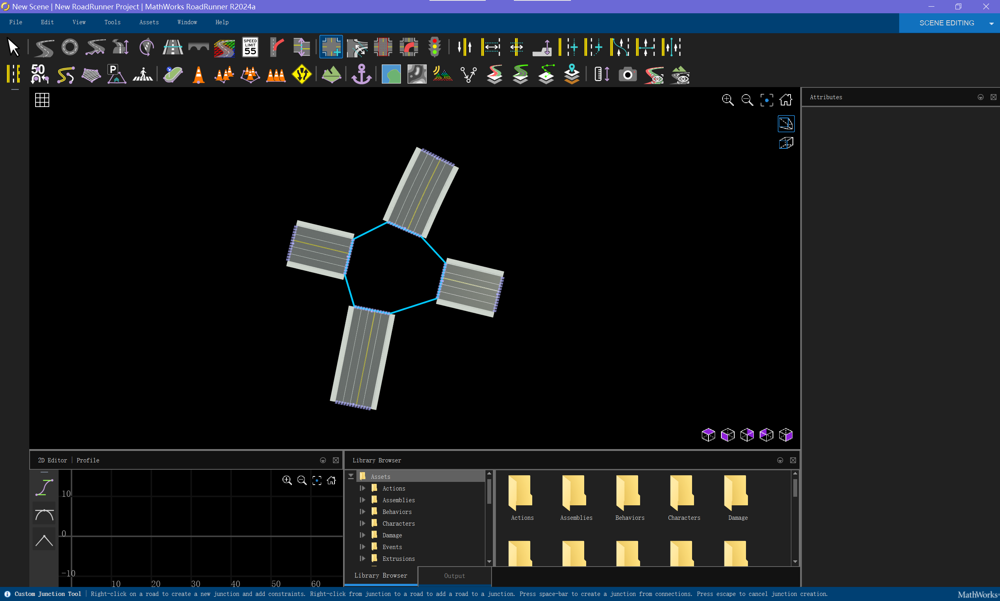 New Scene | New RoadRunner Project | MathWorks RoadRunner R2024a
File Edit View Tools Assets Window Help
SCENE EDITING
SPEED LIMIT 55
50
P
Attributes
2D Editor | Profile
Library Browser
10
0
-10
10 20 30 40 50 60
Assets
Actions
Assemblies
Behaviors
Characters
Damage
Events
Extrusions
Actions Assemblies Behaviors Characters Damage
Library Browser Output
Custom Junction Tool | Right-click on a road to create a new junction and add constraints. Right-click from junction to a road to add a road to a junction. Press space-bar to create a junction from connections. Press escape to cancel junction creation.
MathWorks